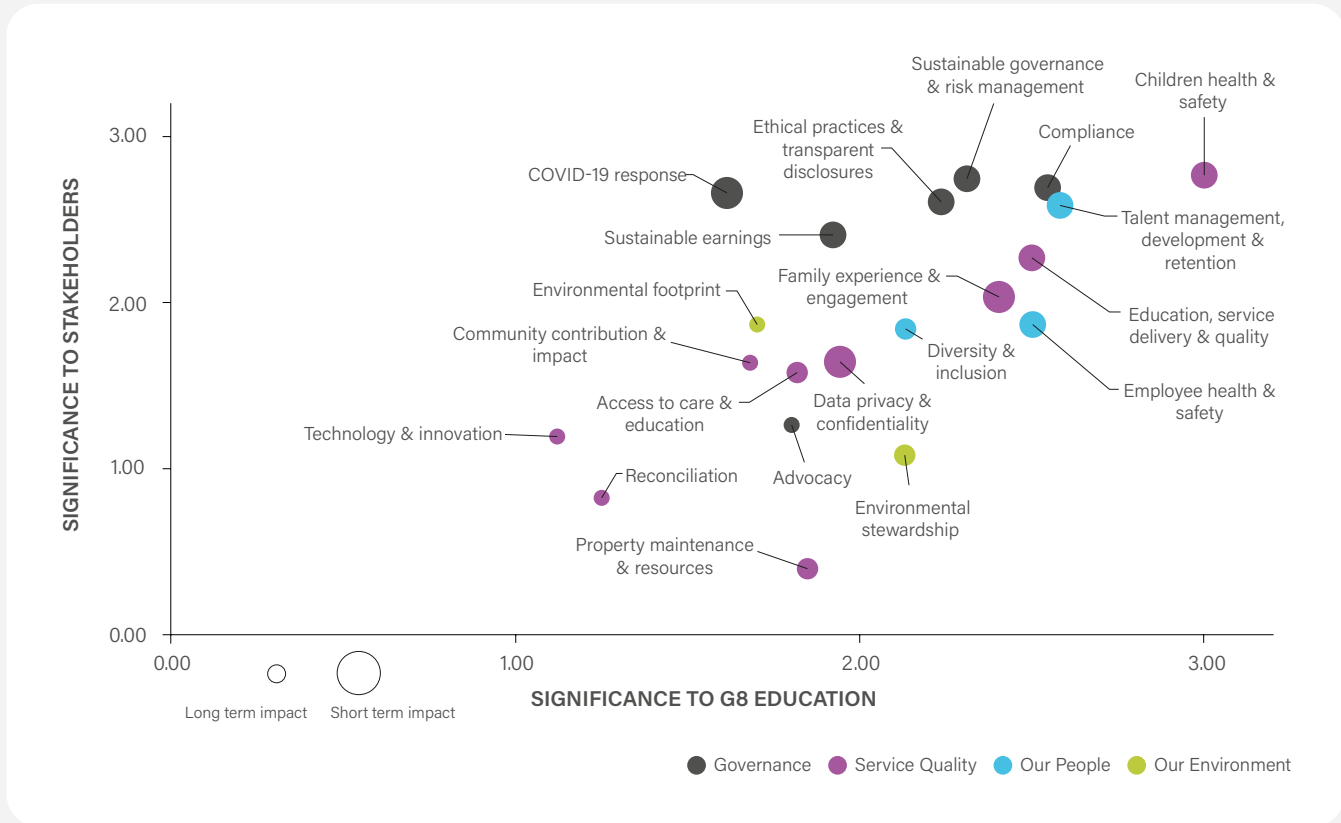 Sustainable governance
& risk management
Children health &
safety
Ethical practices &
transparent
disclosures
Compliance
3.00
COVID-19 response
Talent management,
development &
retention
Sustainable earnings
Family experience &
engagement
Environmental footprint
2.00
Education, service
delivery & quality
Community contribution &
impact
Diversity &
inclusion
Employee health &
safety
Access to care &
education
Data privacy &
confidentiality
Technology & innovation
1.00
Reconciliation
Advocacy
Environmental
stewardship
Property maintenance
& resources
SIGNIFICANCE TO STAKEHOLDERS
0.00
0.00
1.00
2.00
3.00
SIGNIFICANCE TO G8 EDUCATION
Long term impact
Short term impact
Governance
Service Quality
Our People
Our Environment